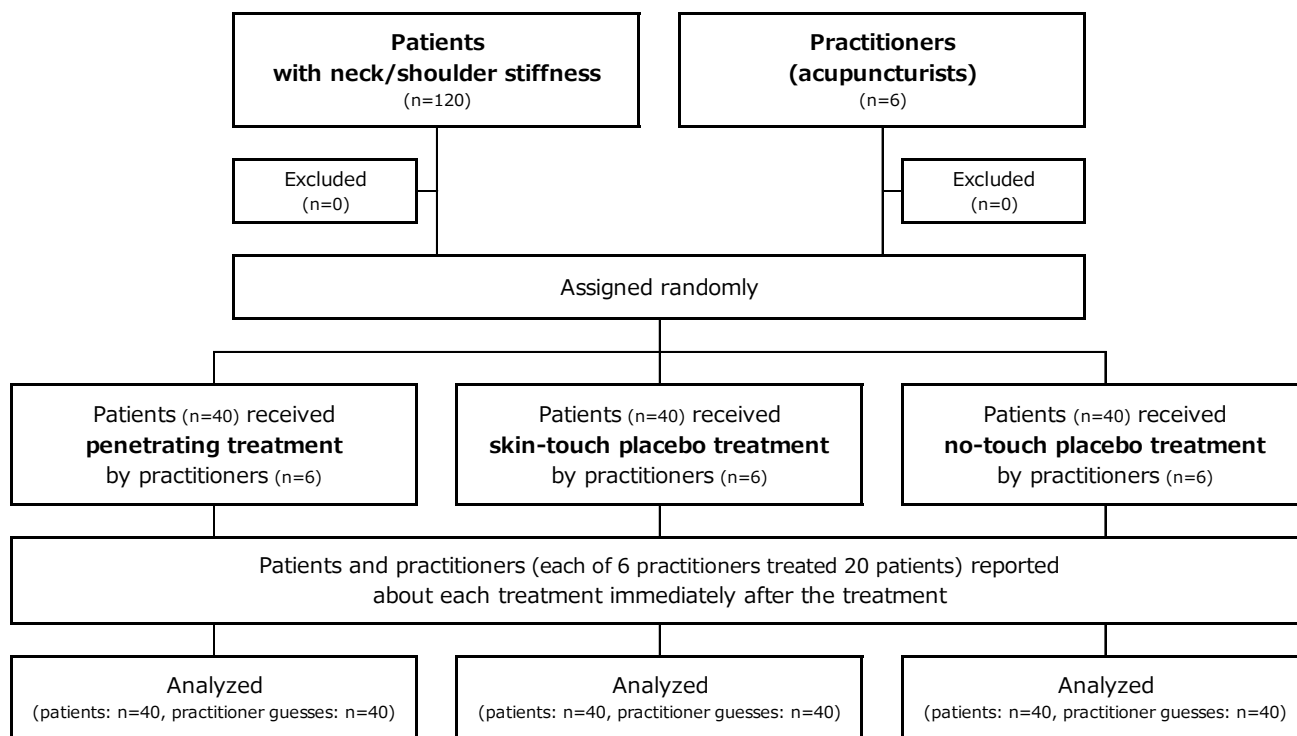 Patients
with neck/shoulder stiffness
(n=120)
Practitioners
(acupuncturists)
(n=6)
Excluded
(n=0)
Excluded
(n=0)
Assigned randomly
Patients (n=40) received
penetrating treatment
by practitioners (n=6)
Patients (n=40) received
skin-touch placebo treatment
by practitioners (n=6)
Patients (n=40) received
no-touch placebo treatment
by practitioners (n=6)
Patients and practitioners (each of 6 practitioners treated 20 patients) reported
about each treatment immediately after the treatment
Analyzed
(patients: n=40, practitioner guesses: n=40)
Analyzed
(patients: n=40, practitioner guesses: n=40)
Analyzed
(patients: n=40, practitioner guesses: n=40)